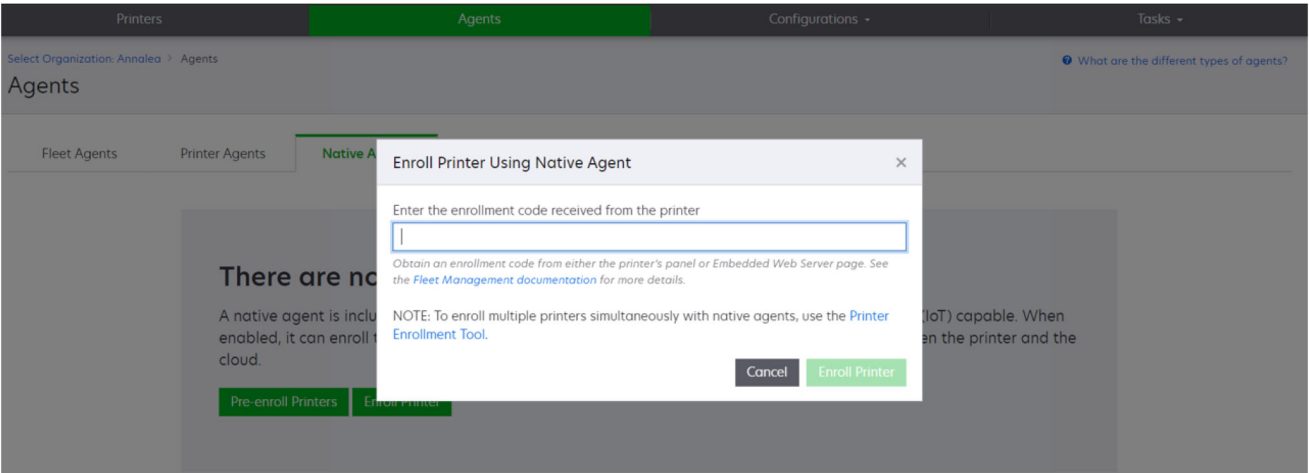 Printers
Agents
Configurations
Tasks
Select Organization: Annalea > Agents
What are the different types of agents?
Agents
Fleet Agents
Printer Agents
Native A
Enroll Printer Using Native Agent
Enter the enrollment code received from the printer
Obtain an enrollment code from either the printer's panel or Embedded Web Server page. See
the Fleet Management documentation for more details.
There are no
A native agent is inclu
(IoT) capable. When
enabled, it can enroll t
en the printer and the
cloud.
NOTE: To enroll multiple printers simultaneously with native agents, use the Printer
Enrollment Tool.
Cancel
Enroll Printer
Pre-enroll Printers
Enroll Printer